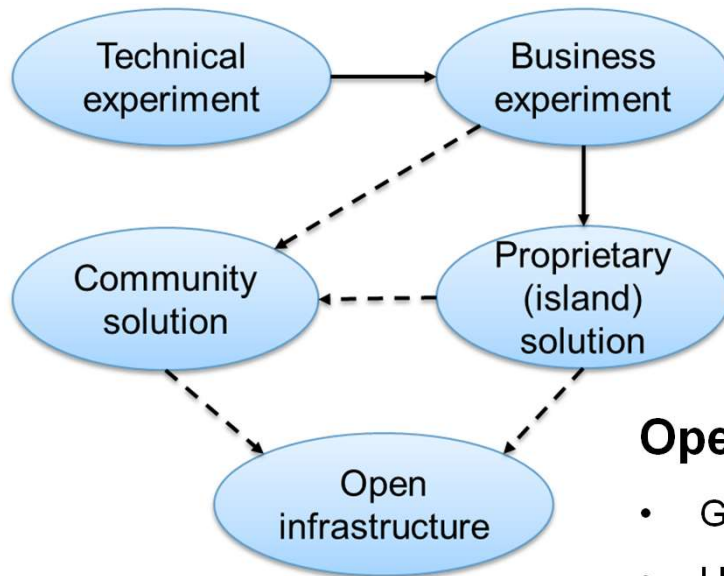 Technical
experiment
Business
experiment
Community
solution
Proprietary
(island)
solution
Open
infrastructure